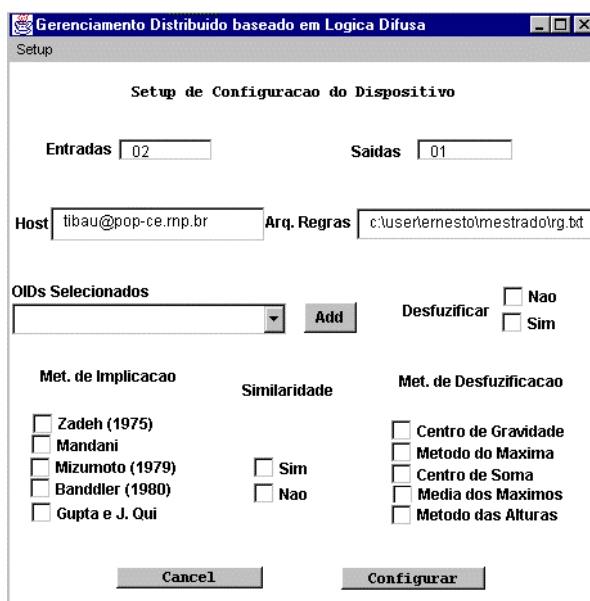 Gerenciamento Distribuido baseado em Logica Difusa
Setup
Setup de Configuracao do Dispositivo
Entradas 02 Saidas 01
Host tibau@pop-ce.rnp.br Arq. Regras c:\user\ernesto\mestrado\rg.txt
OIDs Selecionados
Add Desfuzificar
Nao
Sim
Met. de Implicacao
Zadeh (1975)
Mandani
Mizumoto (1979)
Banddler (1980)
Gupta e J. Qui
Similaridade
Sim
Nao
Met. de Desfuzificacao
Centro de Gravidade
Metodo do Maxima
Centro de Soma
Media dos Maximos
Metodo das Alturas
Cancel Configurar